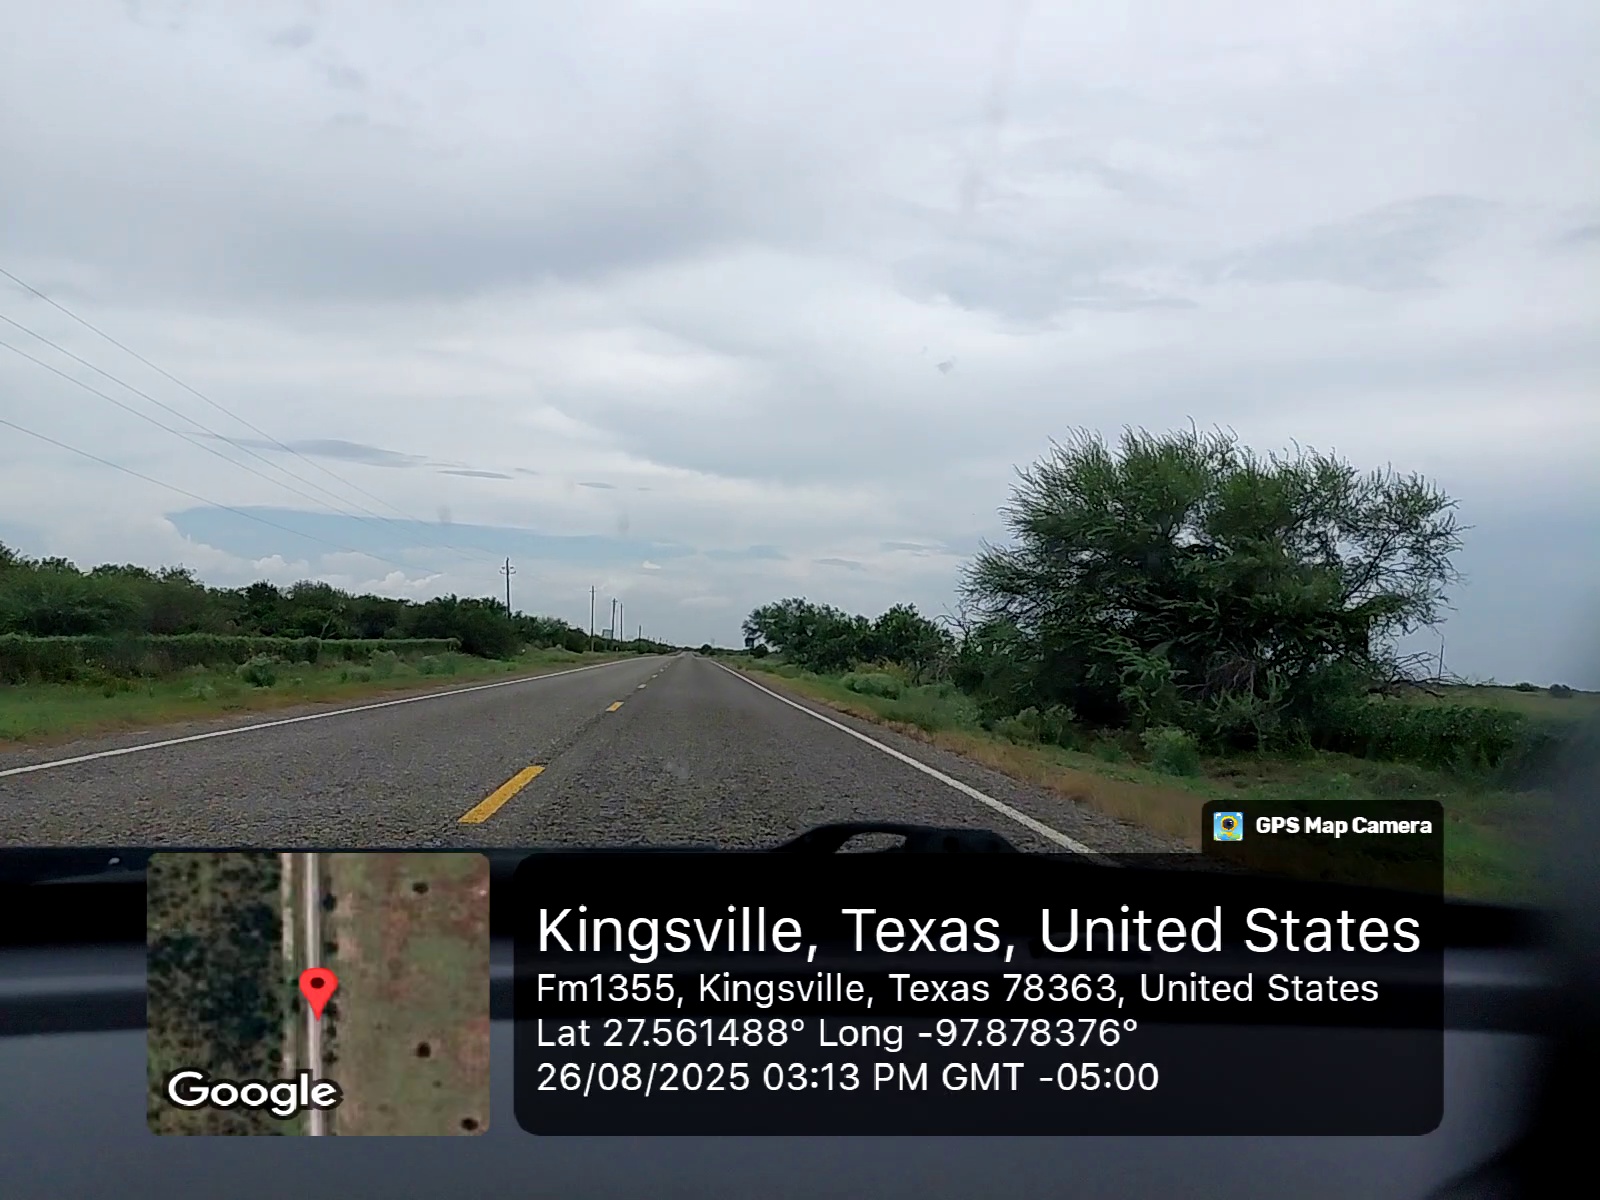 GPS Map Camera
Kingsville, Texas, United States
Fm1355, Kingsville, Texas 78363, United States
Lat 27.561488° Long -97.878376°
26/08/2025 03:13 PM GMT -05:00
Google